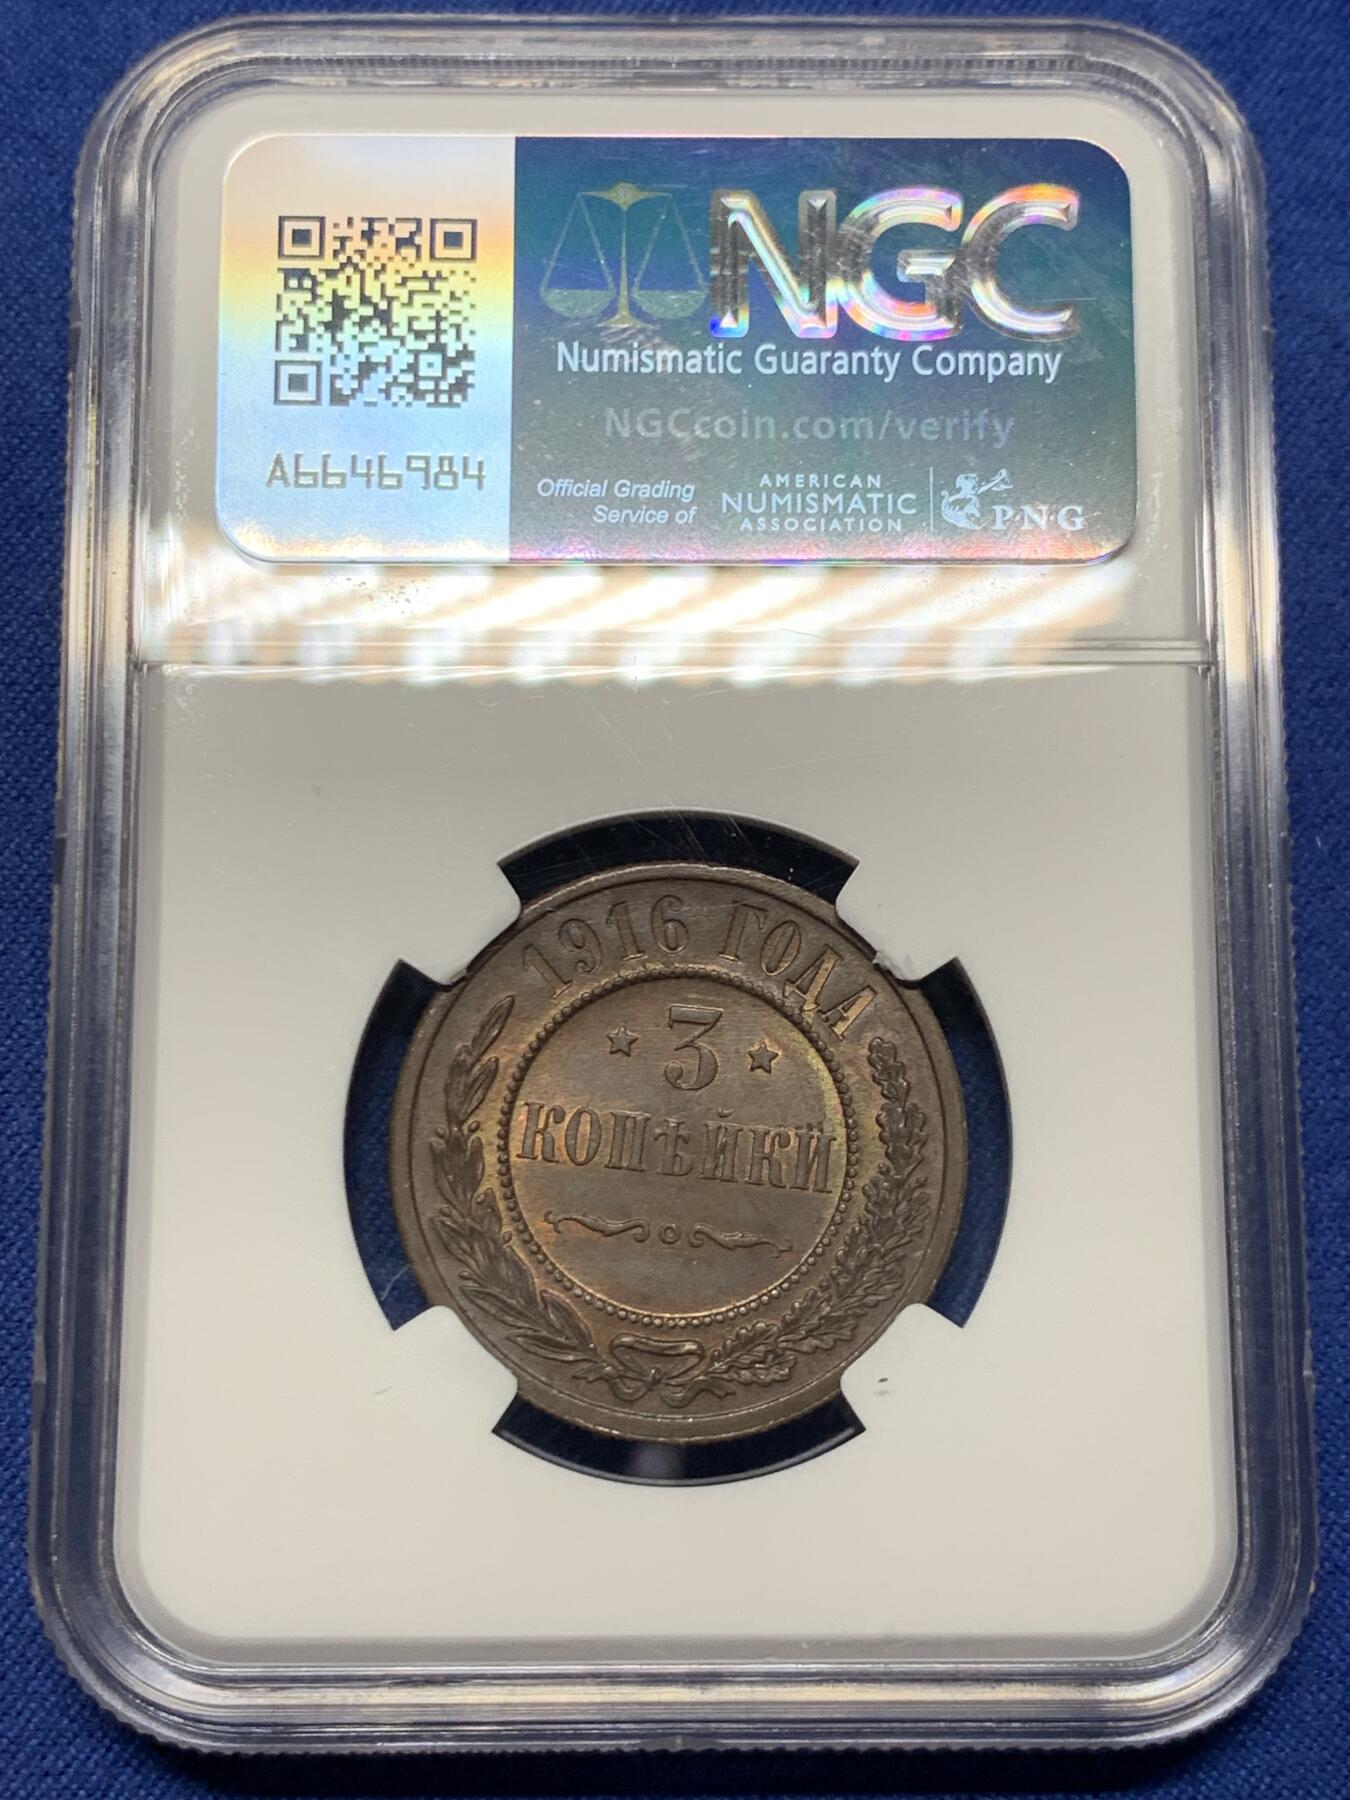 NGC
Numismatic Guaranty Company
NGCcoin.com/verify
A6646984
Official Grading
Service of
AMERICAN
NUMISMATIC
ASSOCIATION
P·N·G
1916 ГОДА
3
КОПѢЙКИ